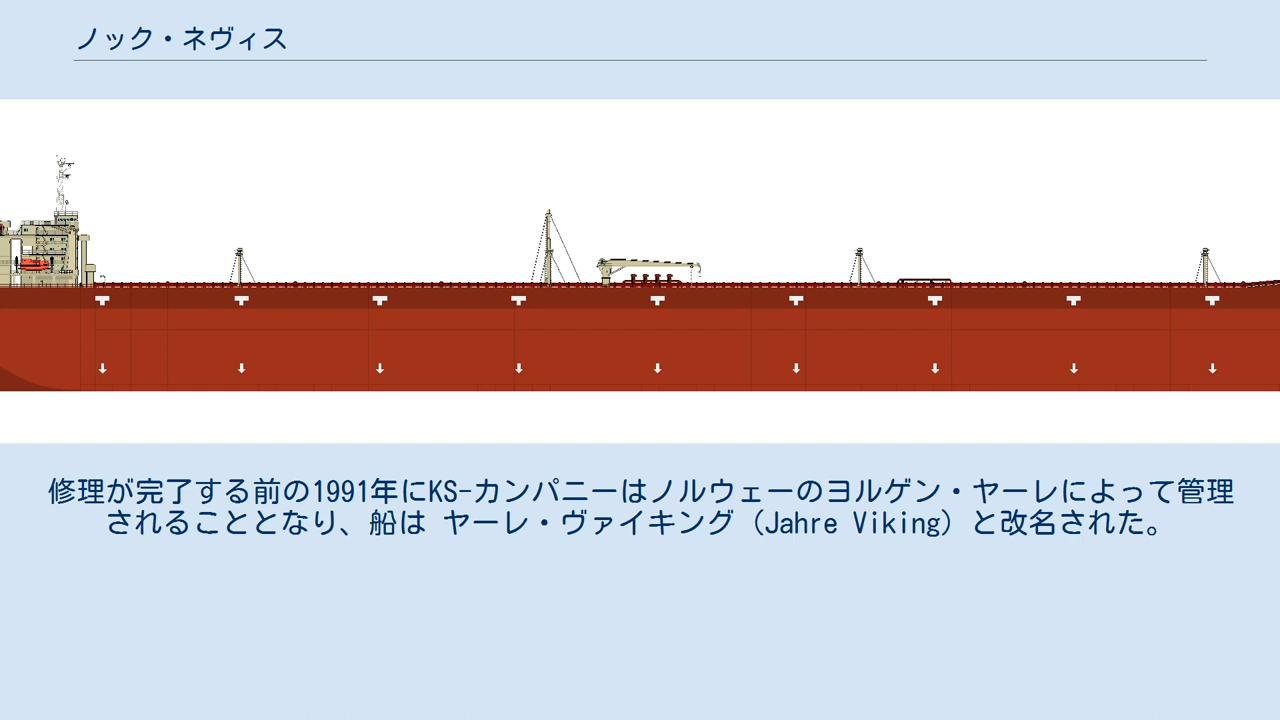 ノック・ネヴィス
修理が完了する前の1991年にKS-カンパニーはノルウェーのヨルゲン・ヤーレによって管理
されることとなり、船は ヤーレ・ヴァイキング (Jahre Viking) と改名された。